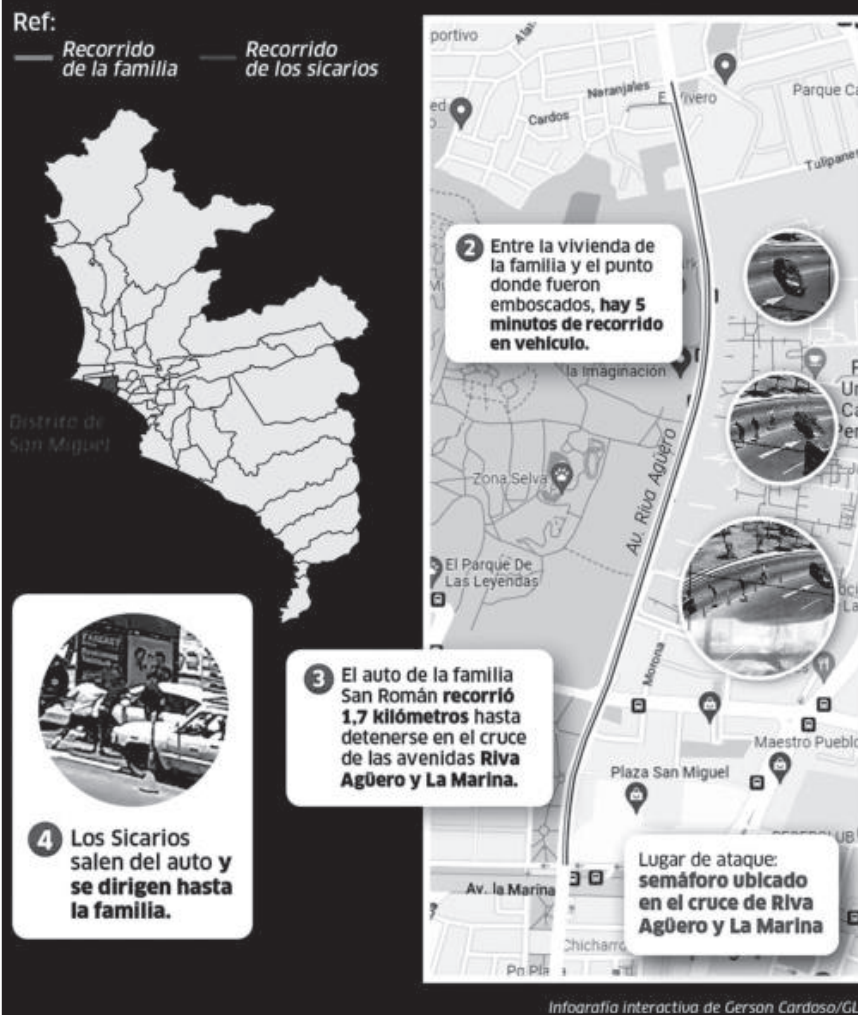 Ref:
Recorrido
de la familia
Recorrido
de los sicarios
Distrito de
San Miguel
portivo
Naranjales
Cardos
Parque Ca
Tulipane
2 Entre la vivienda de
la familia y el punto
donde fueron
emboscados, hay 5
minutos de recorrido
en vehículo.
la Imaginación
Zona Selva
Av. Riva Agüero
El Parque De
Las Leyendas
3 El auto de la familia
San Román recorrió
1,7 kilómetros hasta
detenerse en el cruce
de las avenidas Riva
Agüero y La Marina.
Morona
Maestro Pueblo
Plaza San Miguel
4 Los Sicarios
salen del auto y
se dirigen hasta
la familia.
Lugar de ataque:
semáforo ubicado
en el cruce de Riva
Agüero y La Marina
Av. la Marina
Chicharr
Infografía interactiva de Gerson Cardoso/GL